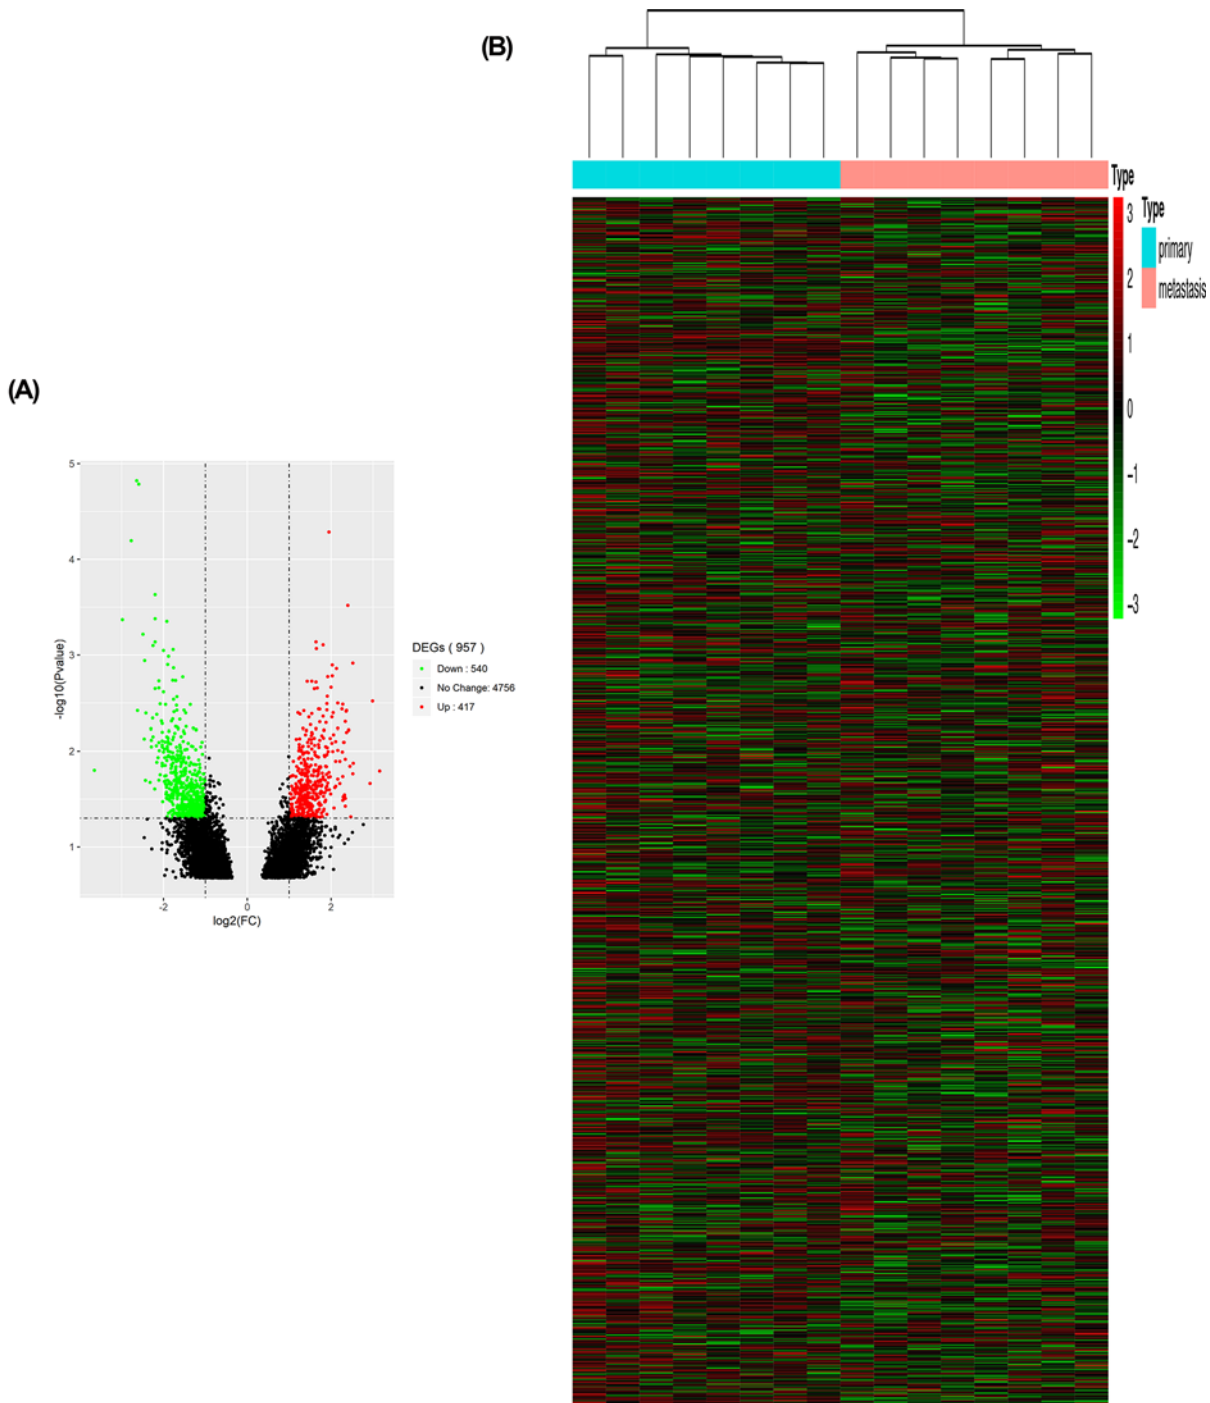 (B)
Type
3
2
1
0
-1
-2
-3
Type
primary
metastasis
(A)
5
4
3
2
1
-log10(Pvalue)
-2
0
2
log2(FC)
DEGs ( 957 )
Down : 540
No Change: 4756
Up : 417